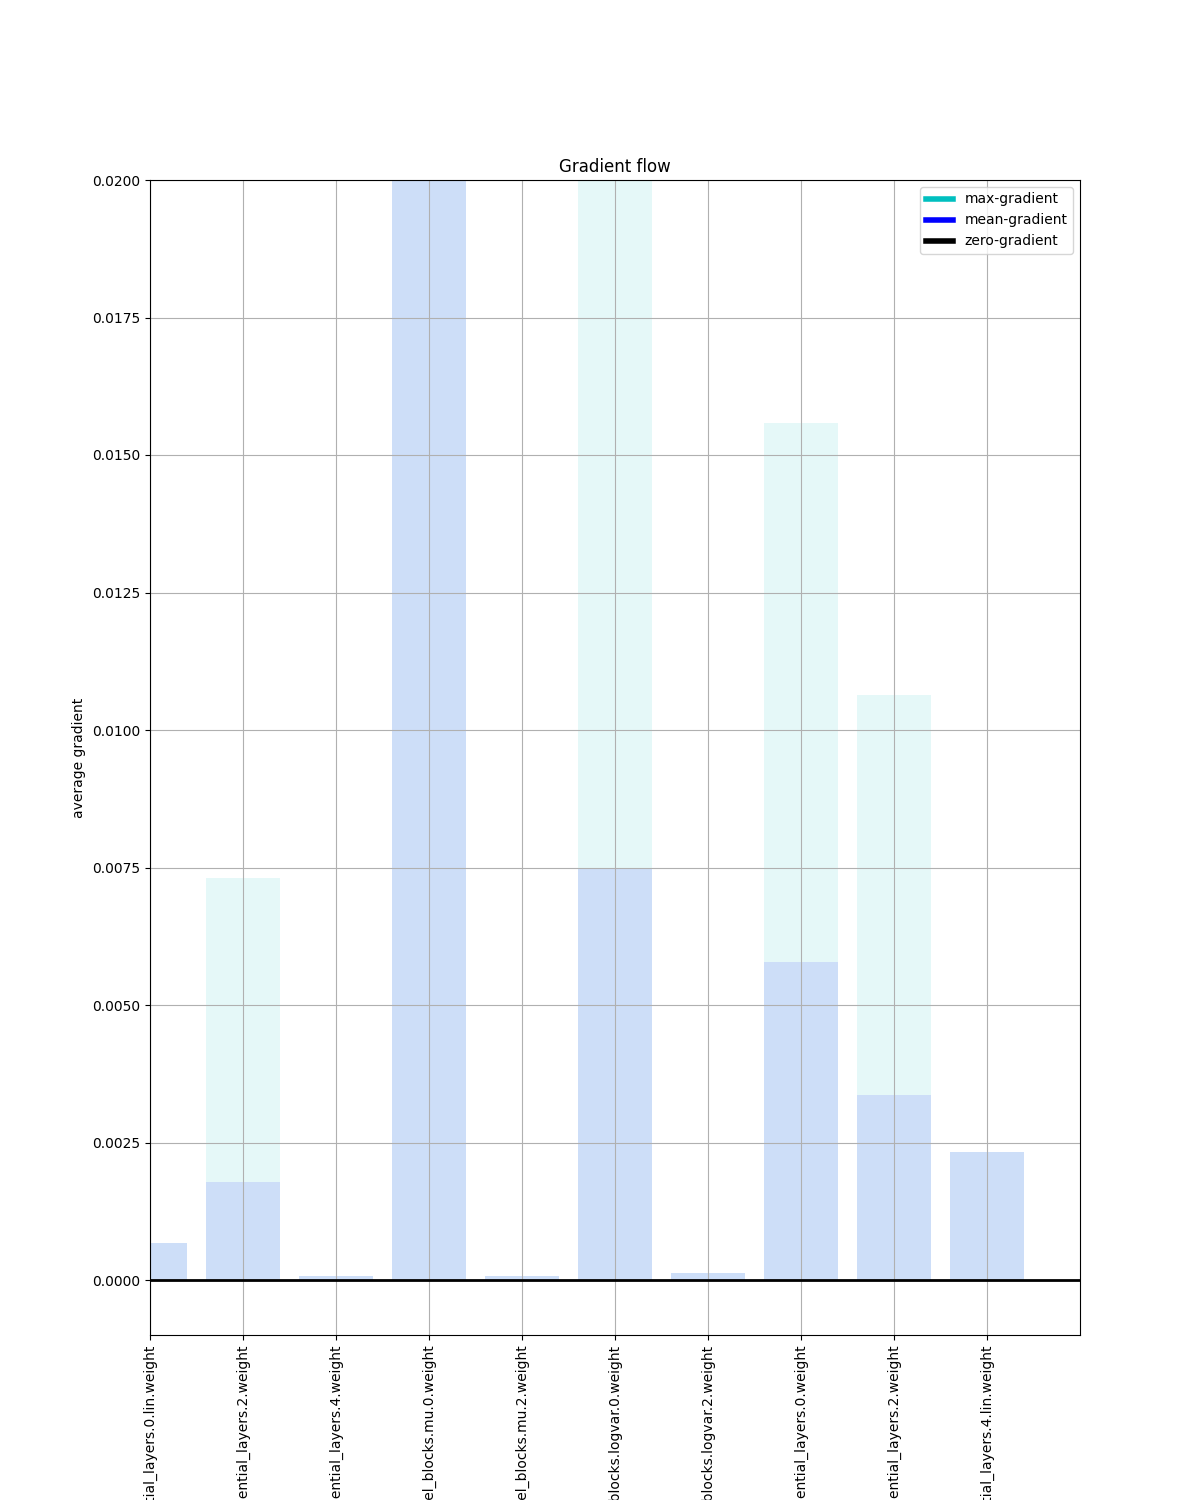 Gradient flow
max-gradient
mean-gradient
zero-gradient
average gradient
0.0200
0.0175
0.0150
0.0125
0.0100
0.0075
0.0050
0.0025
0.0000
tial_layers.0.lin.weight
ential_layers.2.weight
ential_layers.4.weight
el_blocks.mu.0.weight
el_blocks.mu.2.weight
blocks.logvar.0.weight
blocks.logvar.2.weight
ential_layers.0.weight
ential_layers.2.weight
tial_layers.4.lin.weight